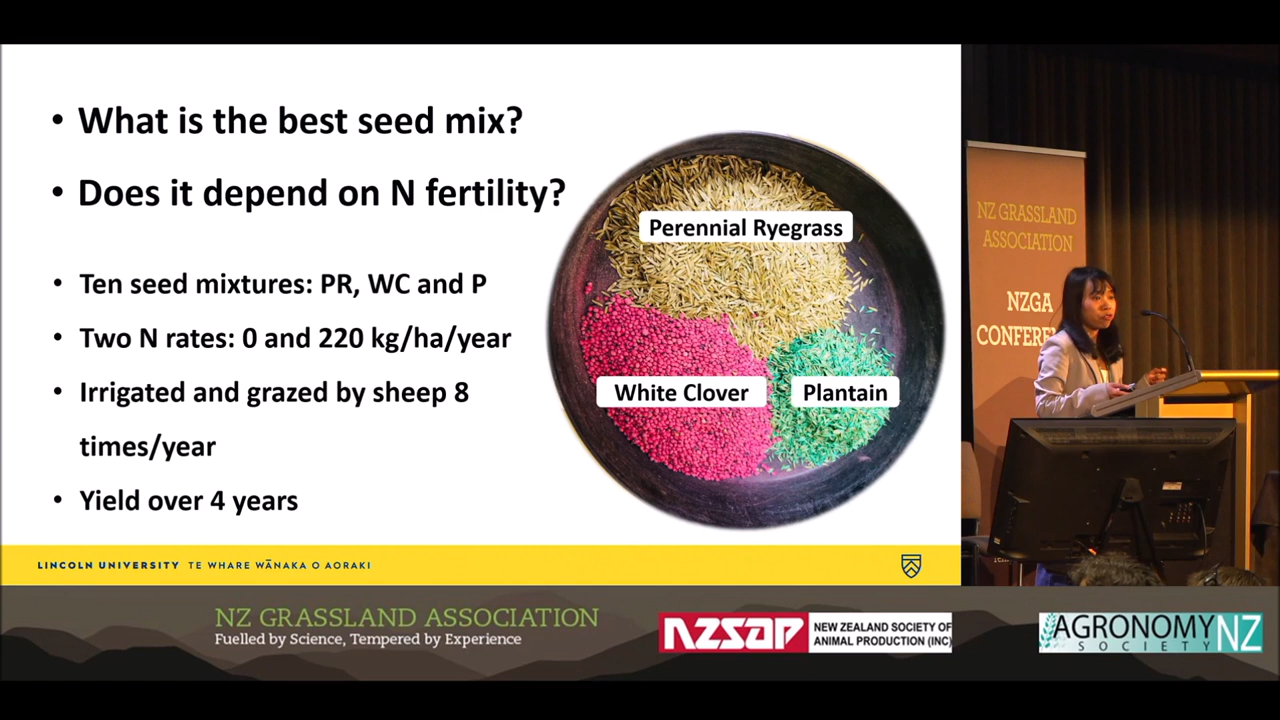 • What is the best seed mix?
• Does it depend on N fertility?
• Ten seed mixtures: PR, WC and P
• Two N rates: 0 and 220 kg/ha/year
• Irrigated and grazed by sheep 8
times/year
• Yield over 4 years
Perennial Ryegrass
White Clover
Plantain
LINCOLN UNIVERSITY TE WHARE WĀNAKA O AORAKI
NZ GRASSLAND
ASSOCIATION
NZGA
NZ GRASSLAND ASSOCIATION
Fuelled by Science, Tempered by Experience
NZSAP
NEW ZEALAND SOCIETY OF
ANIMAL PRODUCTION (INC)
AGRONOMY NZ
SOCIETY